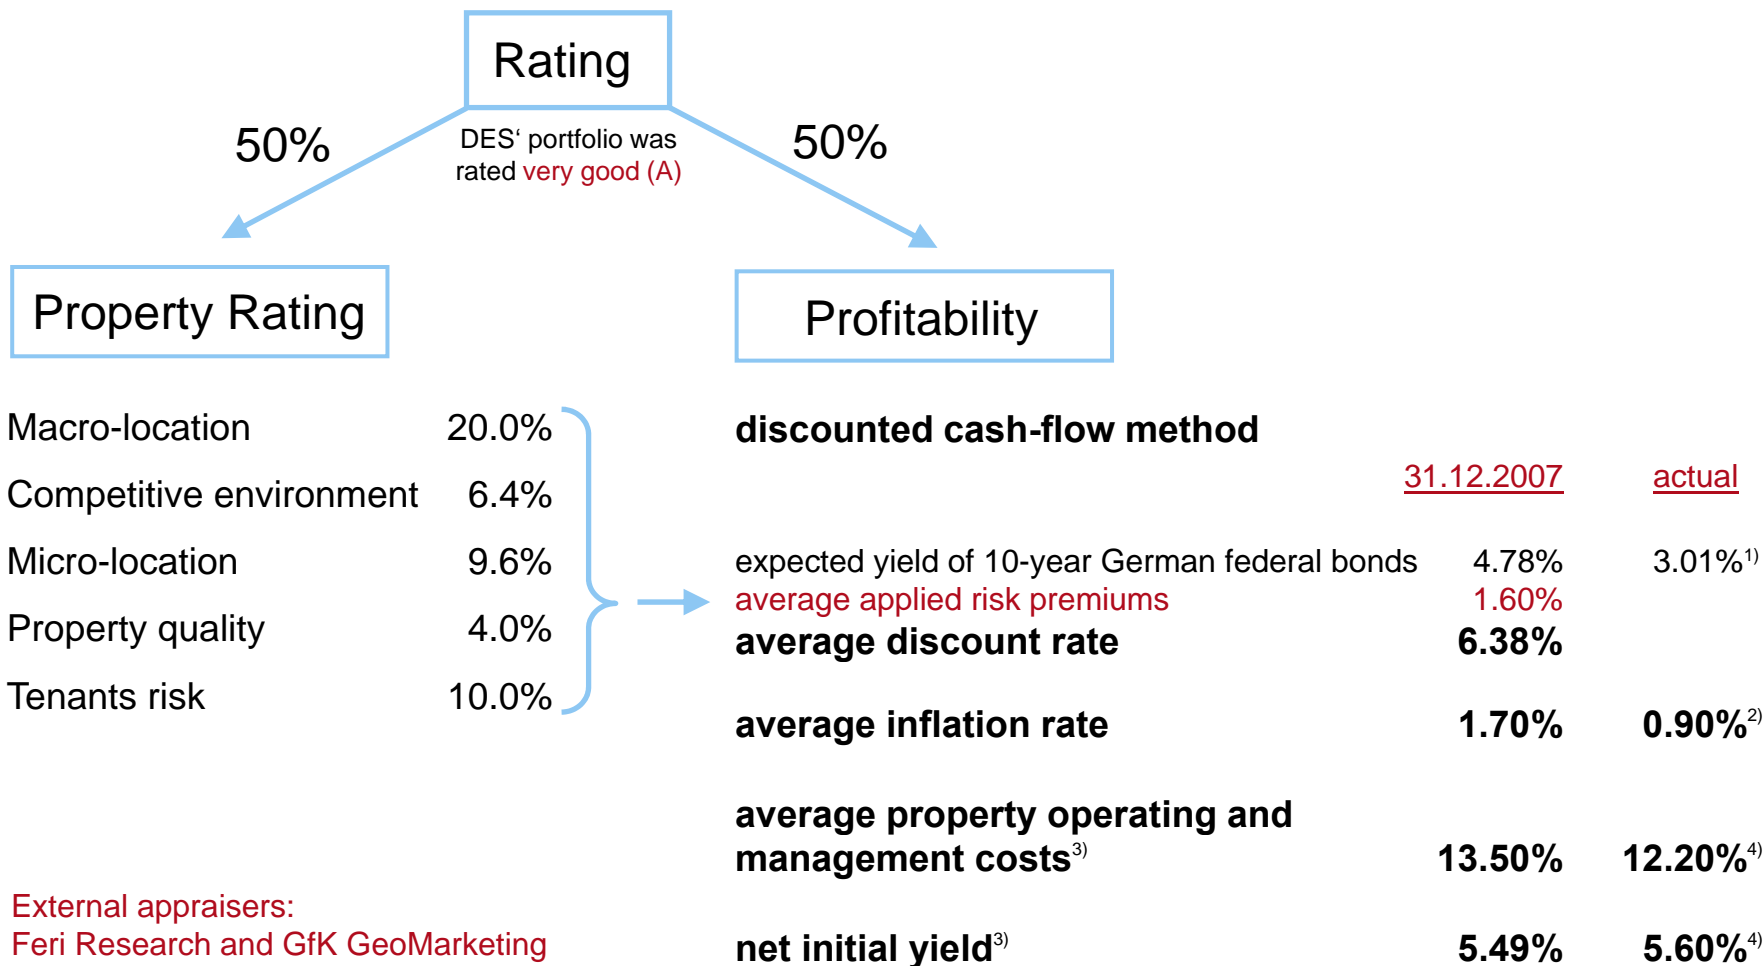 Rating
50%
DES‘ portfolio was
rated very good (A)
50%
Property Rating
Profitability
Macro-location 20.0%
Competitive environment 6.4%
Micro-location 9.6%
Property quality 4.0%
Tenants risk 10.0%
discounted cash-flow method
31.12.2007 actual
expected yield of 10-year German federal bonds 4.78% 3.01%1)
average applied risk premiums 1.60%
average discount rate 6.38%
average inflation rate 1.70% 0.90%2)
average property operating and
management costs3) 13.50% 12.20%4)
net initial yield3) 5.49% 5.60%4)
External appraisers:
Feri Research and GfK GeoMarketing